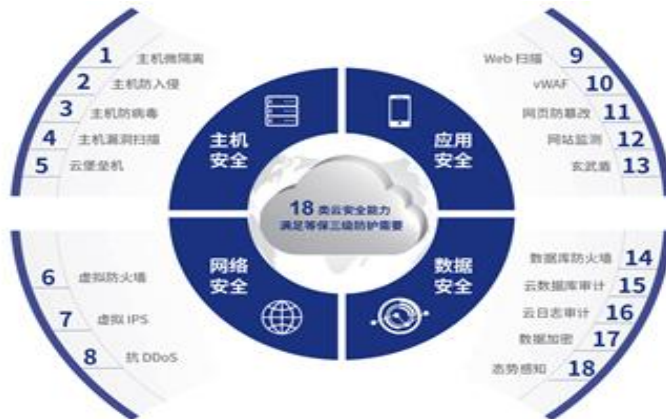 1 主机微隔离
2 主机防入侵
3 主机防病毒
4 主机漏洞扫描
5 云堡垒机
主机
安全
应用
安全
Web 扫描 9
vWAF 10
网页防篡改 11
网站监测 12
玄武盾 13
18 类云安全能力
满足等保三级防护需要
6 虚拟防火墙
7 虚拟 IPS
8 抗 DDoS
网络
安全
数据
安全
数据库防火墙 14
云数据库审计 15
云日志审计 16
数据加密 17
态势感知 18